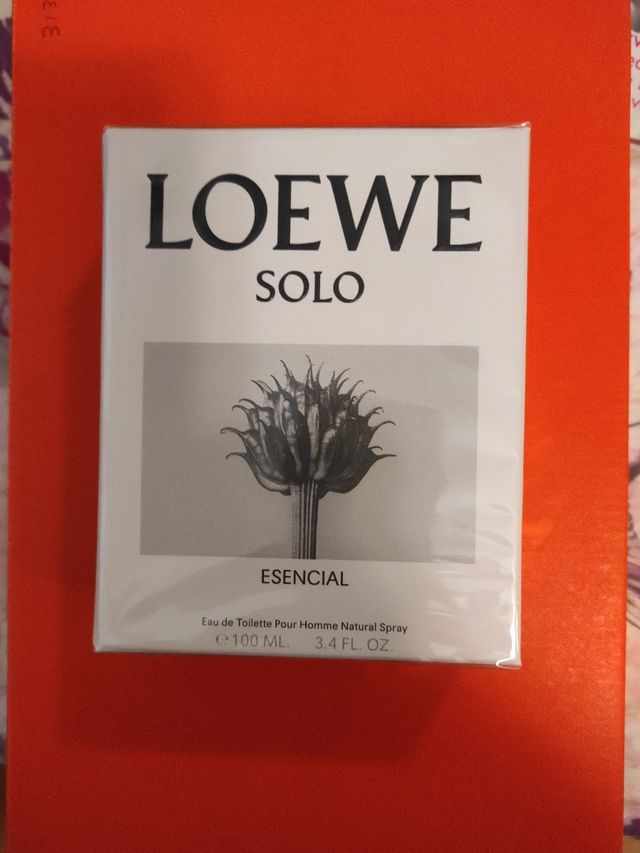 LOEWE
SOLO
ESENCIAL
Eau de Toilette Pour Homme Natural Spray
℮100 ML. 3.4 FL. OZ.